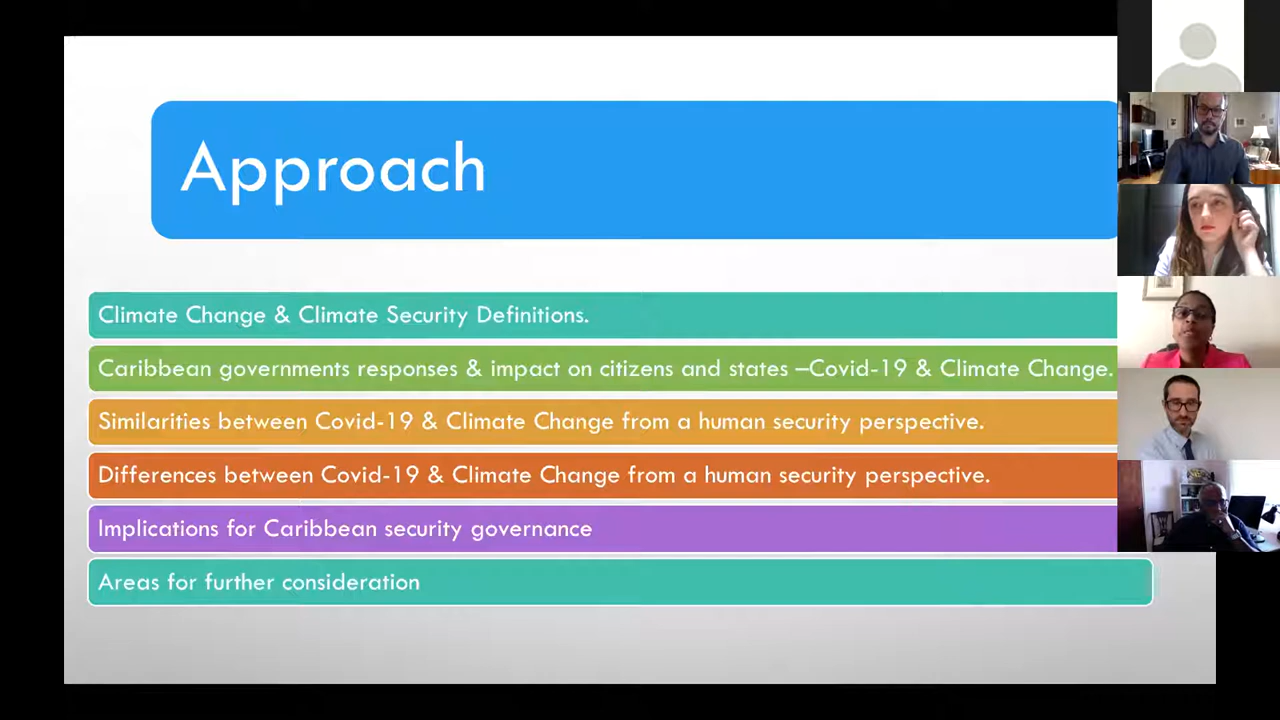 Approach
Climate Change & Climate Security Definitions.
Caribbean governments responses & impact on citizens and states –Covid-19 & Climate Change.
Similarities between Covid-19 & Climate Change from a human security perspective.
Differences between Covid-19 & Climate Change from a human security perspective.
Implications for Caribbean security governance
Areas for further consideration